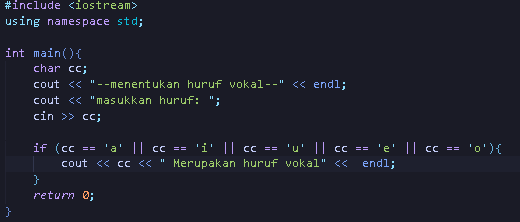 #include <iostream>
using namespace std;
int main(){
char cc;
cout << "--menentukan huruf vokal--" << endl;
cout << "masukkan huruf: ";
cin >> cc;
if (cc == 'a' || cc == 'i' || cc == 'u' || cc == 'e' || cc == 'o'){
cout << cc << " Merupakan huruf vokal" << endl;
}
return 0;
}